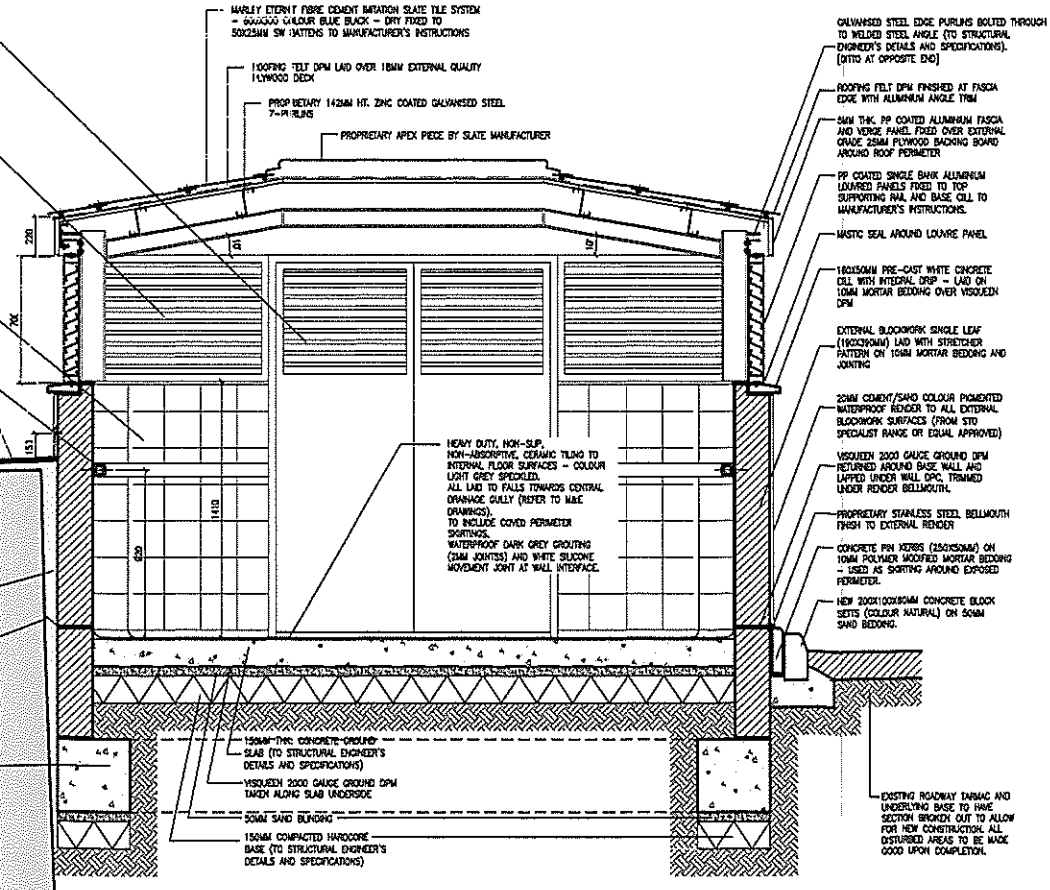 MARLEY ETERNIT FIBRE CEMENT IMITATION SLATE TILE SYSTEM
- 600X300 COLOUR BLUE BLACK - DRY FIXED TO
50X25MM SW BATTENS TO MANUFACTURER'S INSTRUCTIONS
ROOFING FELT DPM LAID OVER 18MM EXTERNAL QUALITY
PLYWOOD DECK
PROPRIETARY 142MM HT. ZINC COATED GALVANISED STEEL
Z-PURLINS
PROPRIETARY APEX PIECE BY SLATE MANUFACTURER
GALVANISED STEEL EDGE PURLINS BOLTED THROUGH
TO WELDED STEEL ANGLE (TO STRUCTURAL
ENGINEER'S DETAILS AND SPECIFICATIONS).
[DITTO AT OPPOSITE END]
ROOFING FELT DPM FINISHED AT FASCIA
EDGE WITH ALUMINIUM ANGLE TRIM
THK. PP COATED ALUMINIUM FASCIA
AND VERGE PANEL FIXED OVER EXTERNAL
GRADE 25MM PLYWOOD BACKING BOARD
AROUND ROOF PERIMETER
PP COATED SINGLE BANK ALUMINIUM
LOUVRED PANELS FIXED TO TOP
SUPPORTING RAIL AND BASE CILL TO
MANUFACTURER'S INSTRUCTIONS.
MASTIC SEAL AROUND LOUVRE PANEL
PRE-CAST WHITE CONCRETE
CILL WITH INTEGRAL DRIP - LAID ON
10MM MORTAR BEDDING OVER VISQUEEN
DPM
EXTERNAL BLOCKWORK SINGLE LEAF
(190X390MM) LAID WITH STRETCHER
PATTERN ON 10MM MORTAR BEDDING AND
JOINTING
20MM CEMENT/SAND COLOUR PIGMENTED
WATERPROOF RENDER TO ALL EXTERNAL
BLOCKWORK SURFACES (FROM STO
SPECIALIST RANGE OR EQUAL APPROVED)
VISQUEEN 2000 GAUGE GROUND DPM
RETURNED AROUND BASE WALL AND
LAPPED UNDER WALL DPC, TRIMMED
UNDER RENDER BELLMOUTH.
PROPRIETARY STAINLESS STEEL BELLMOUTH
FINISH TO EXTERNAL RENDER
CONCRETE PIN KERBS (250X50MM) ON
10MM POLYMER MODIFIED MORTAR BEDDING
- USED AS SKIRTING AROUND EXPOSED
PERIMETER.
NEW 200X100X80MM CONCRETE BLOCK
SETTS (COLOUR NATURAL) ON 50MM
SAND BEDDING.
EXISTING ROADWAY TARMAC AND
UNDERLYING BASE TO HAVE
SECTION BROKEN OUT TO ALLOW
FOR NEW CONSTRUCTION. ALL
DISTURBED AREAS TO BE MADE
GOOD UPON COMPLETION.
220
700
1410
HEAVY DUTY, NON-SLIP,
NON-ABSORPTIVE, CERAMIC TILING TO
INTERNAL FLOOR SURFACES - COLOUR
LIGHT GREY SPECKLED.
ALL LAID TO FALLS TOWARDS CENTRAL
DRAINAGE GULLY (REFER TO M&E
DRAWINGS).
TO INCLUDE COVED PERIMETER
SKIRTINGS.
WATERPROOF DARK GREY GROUTING
(2MM JOINTSS) AND WHITE SILICONE
MOVEMENT JOINT AT WALL INTERFACE.
150MM THK. CONCRETE GROUND
SLAB (TO STRUCTURAL ENGINEER'S
DETAILS AND SPECIFICATIONS)
VISQUEEN 2000 GAUGE GROUND DPM
TAKEN ALONG SLAB UNDERSIDE
50MM SAND BLINDING
150MM COMPACTED HARDCORE
BASE (TO STRUCTURAL ENGINEER'S
DETAILS AND SPECIFICATIONS)